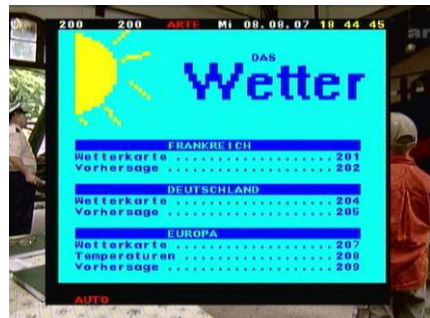 200 200 ARTE Mi 08.08.07 18 44 45
ar
DAS
Wetter
FRANKREICH
Wetterkarte ................... 201
Vorhersage .................... 202
DEUTSCHLAND
Wetterkarte ................... 204
Vorhersage .................... 205
EUROPA
Wetterkarte ................... 207
Temperaturen .................. 208
Vorhersage .................... 209
AUTO